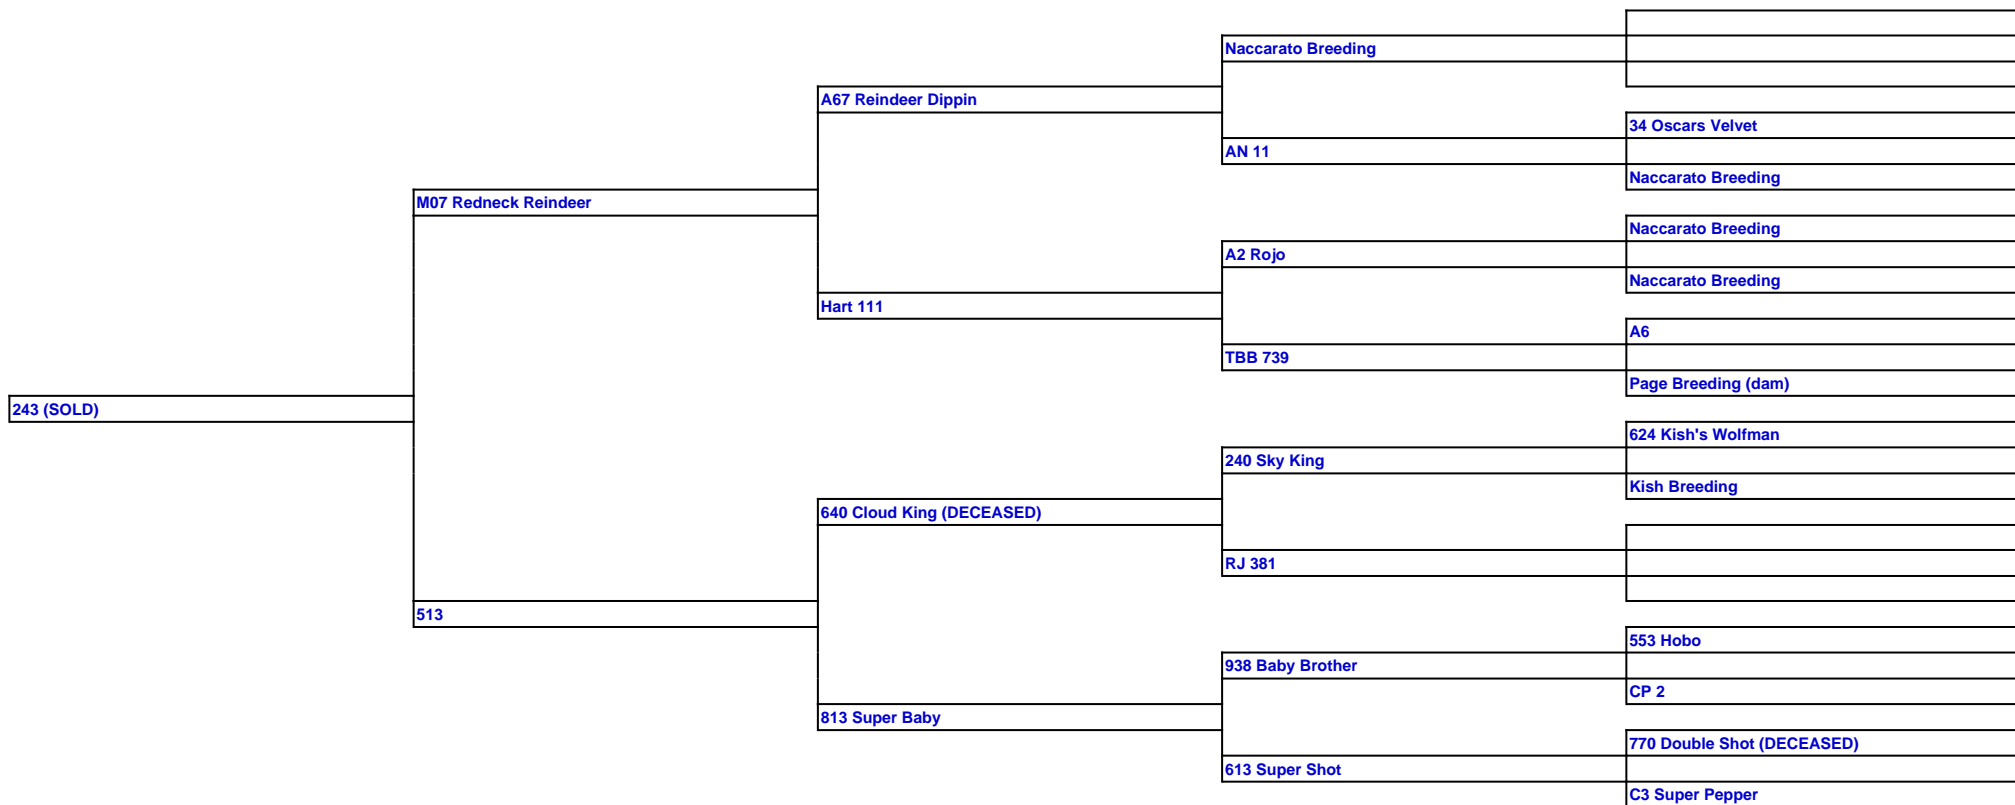 Naccarato Breeding
A67 Reindeer Dippin
34 Oscars Velvet
AN 11
Naccarato Breeding
M07 Redneck Reindeer
Naccarato Breeding
A2 Rojo
Naccarato Breeding
Hart 111
A6
TBB 739
Page Breeding (dam)
243 (SOLD)
624 Kish's Wolfman
240 Sky King
Kish Breeding
640 Cloud King (DECEASED)
RJ 381
513
553 Hobo
938 Baby Brother
CP 2
813 Super Baby
770 Double Shot (DECEASED)
613 Super Shot
C3 Super Pepper